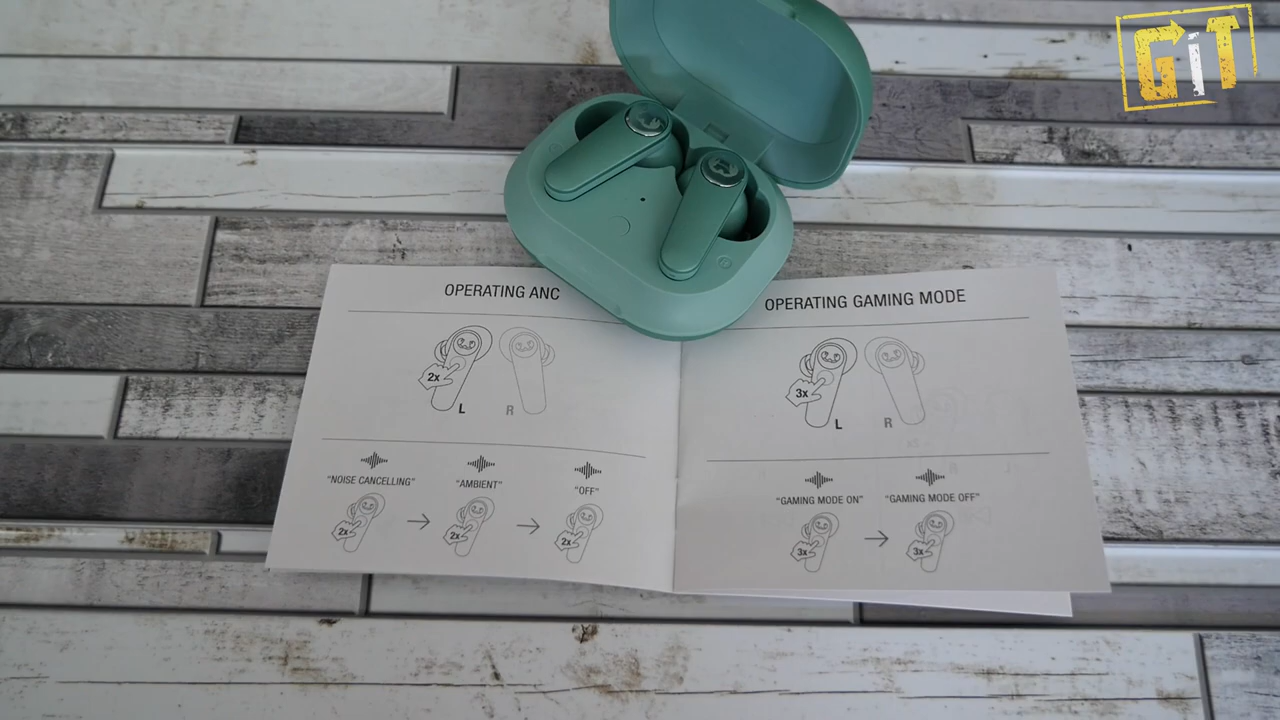 GiT
OPERATING ANC
2x
L
R
"NOISE CANCELLING"
"AMBIENT"
"OFF"
2x
2x
2x
OPERATING GAMING MODE
3x
L
R
"GAMING MODE ON"
"GAMING MODE OFF"
3x
3x